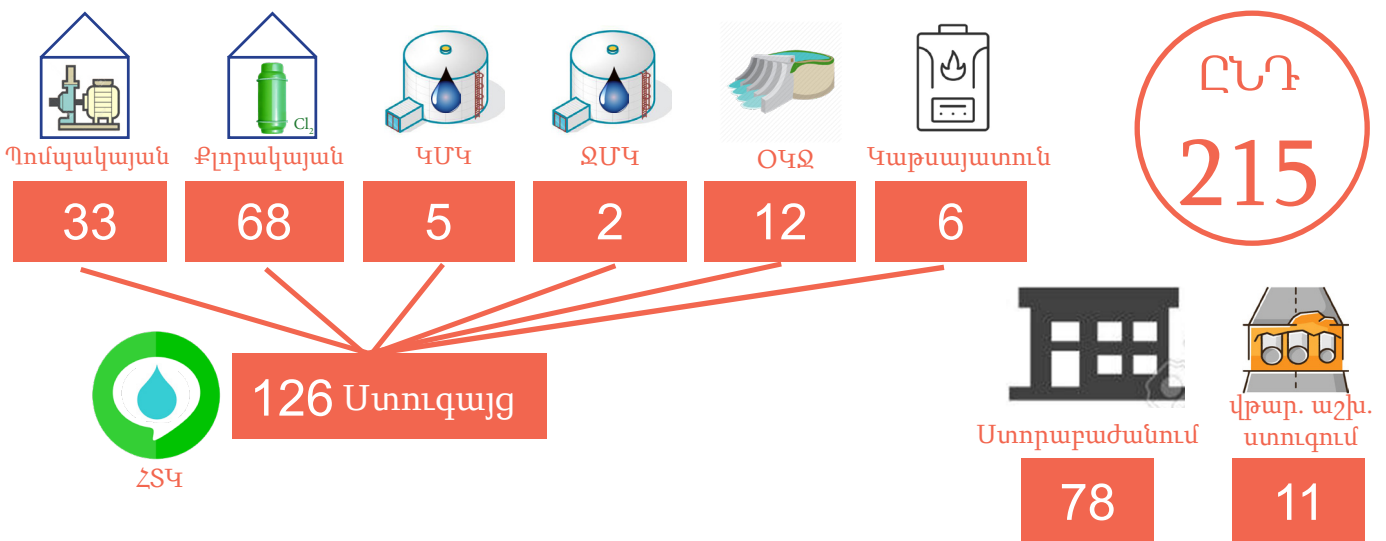 ԸՆԴ
215
Cl2
Պոմպակայան
Քլորակայան
ԿՄԿ
ՋՄԿ
ՕԿՋ
Կաթսայատուն
33
68
5
2
12
6
126 Ստուգայց
ՀՏԿ
Ստորաբաժանում
78
վթար. աշխ.
ստուգում
11